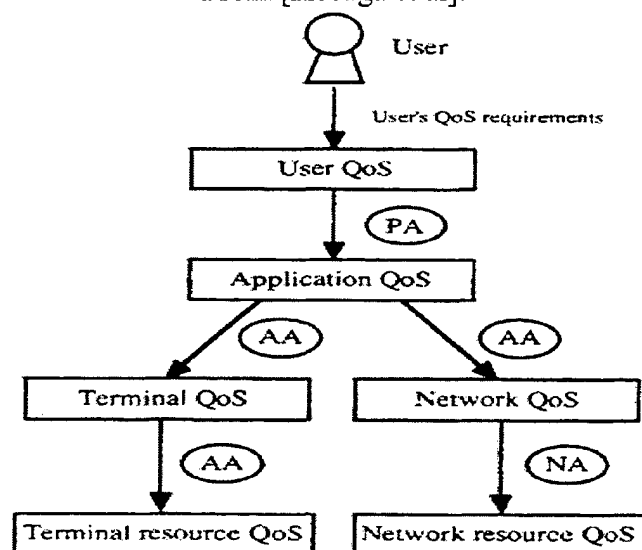 User
User's QoS requirements
User QoS
PA
Application QoS
AA AA
Terminal QoS Network QoS
AA NA
Terminal resource QoS Network resource QoS